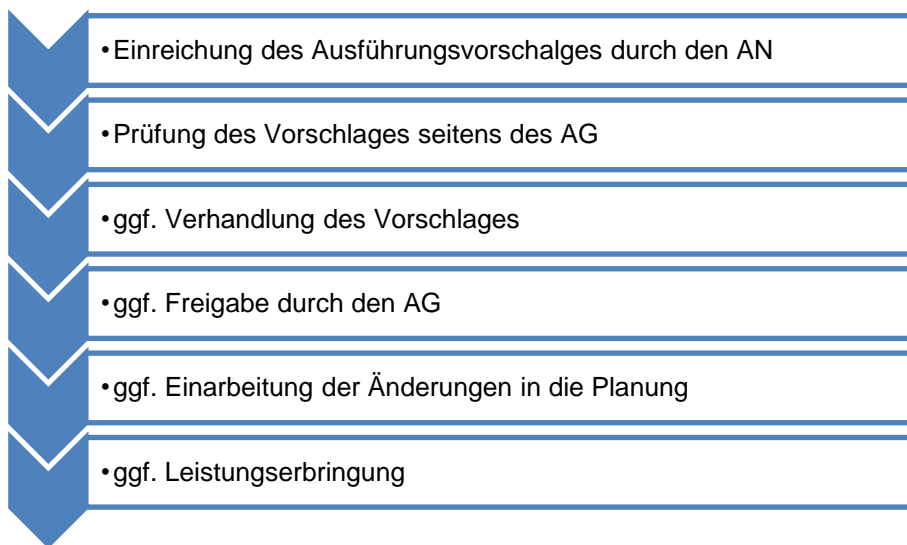 • Einreichung des Ausführungsvorschalges durch den AN
• Prüfung des Vorschlages seitens des AG
• ggf. Verhandlung des Vorschlages
• ggf. Freigabe durch den AG
• ggf. Einarbeitung der Änderungen in die Planung
• ggf. Leistungserbringung